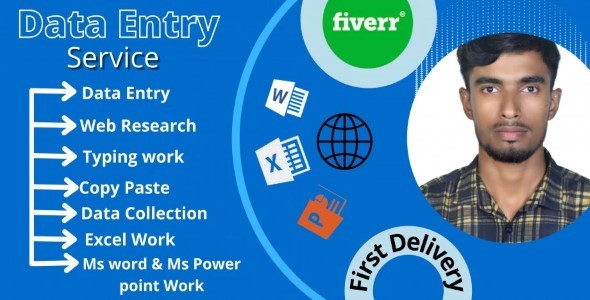 Data Entry
Service
Data Entry
Web Research
Typing work
Copy Paste
Data Collection
Excel Work
Ms word & Ms Power
point Work
fiverr®
W
X
P
First Delivery